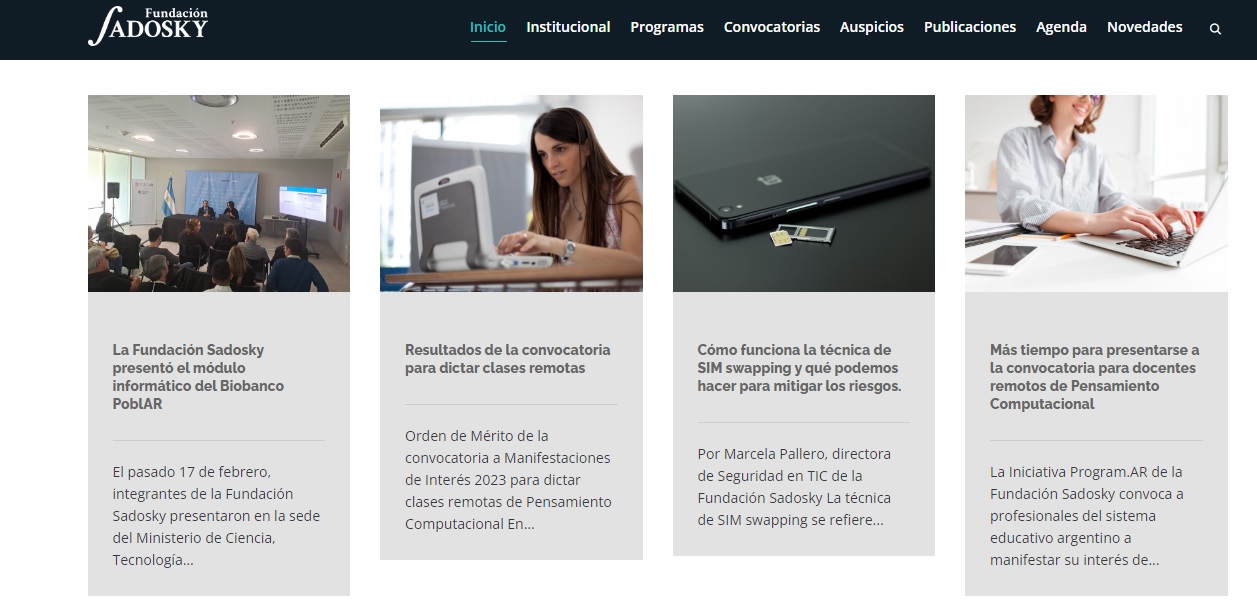 Fundación
SADOSKY
Inicio Institucional Programas Convocatorias Auspicios Publicaciones Agenda Novedades
La Fundación Sadosky
presentó el módulo
informático del Biobanco
PoblAR
El pasado 17 de febrero,
integrantes de la Fundación
Sadosky presentaron en la sede
del Ministerio de Ciencia,
Tecnología...
Resultados de la convocatoria
para dictar clases remotas
Orden de Mérito de la
convocatoria a Manifestaciones
de Interés 2023 para dictar
clases remotas de Pensamiento
Computacional En...
Cómo funciona la técnica de
SIM swapping y qué podemos
hacer para mitigar los riesgos.
Por Marcela Pallero, directora
de Seguridad en TIC de la
Fundación Sadosky La técnica
de SIM swapping se refiere...
Más tiempo para presentarse a
la convocatoria para docentes
remotos de Pensamiento
Computacional
La Iniciativa Program.AR de la
Fundación Sadosky convoca a
profesionales del sistema
educativo argentino a
manifestar su interés de...